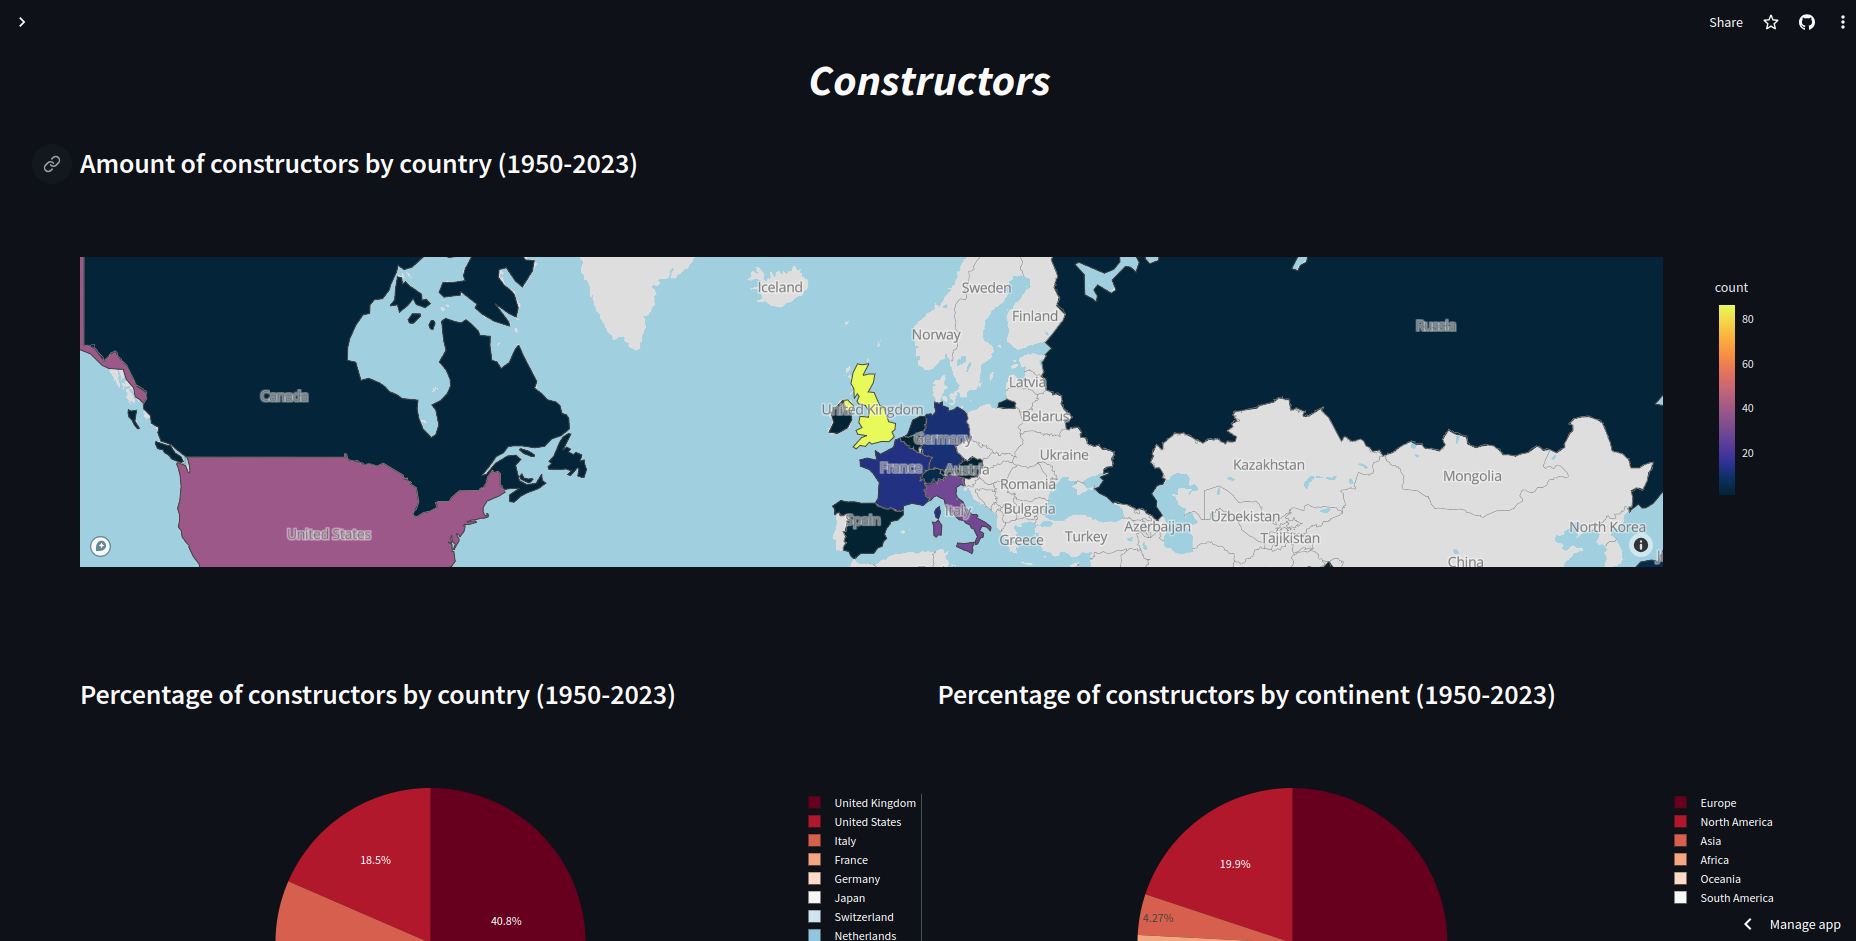 Share
Constructors
Amount of constructors by country (1950-2023)
Iceland
Sweden
Finland
Norway
Russia
Latvia
Canada
United Kingdom
Belarus
Germany
Ukraine
France
Austria
Kazakhstan
Mongolia
Romania
Spain
Italy
Bulgaria
Uzbekistan
Azerbaijan
North Korea
United States
Greece
Turkey
Tajikistan
China
count
80
60
40
20
Percentage of constructors by country (1950-2023)
18.5%
40.8%
United Kingdom
United States
Italy
France
Germany
Japan
Switzerland
Netherlands
Percentage of constructors by continent (1950-2023)
19.9%
4.27%
Europe
North America
Asia
Africa
Oceania
South America
Manage app